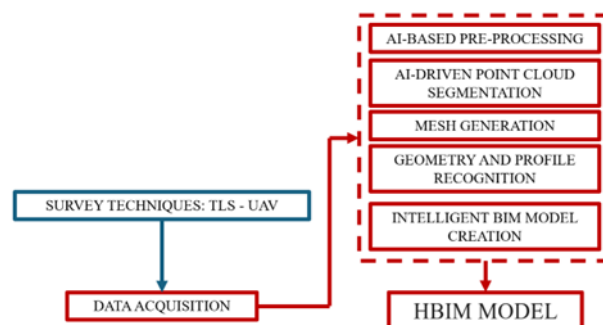 AI-BASED PRE-PROCESSING
AI-DRIVEN POINT CLOUD
SEGMENTATION
MESH GENERATION
GEOMETRY AND PROFILE
RECOGNITION
INTELLIGENT BIM MODEL
CREATION
SURVEY TECHNIQUES: TLS - UAV
DATA ACQUISITION
HBIM MODEL